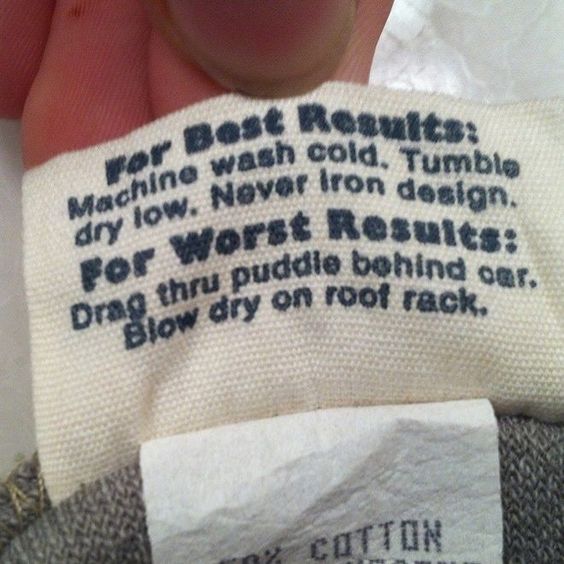 For Best Results:
Machine wash cold. Tumble
dry low. Never iron design.
For Worst Results:
Drag thru puddle behind car.
Blow dry on roof rack.
COTTON